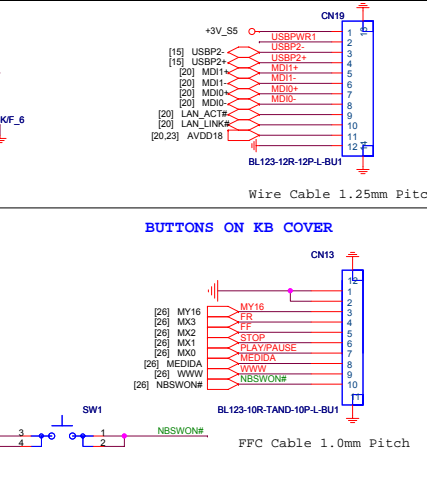 CN19
+3V_S5
13
1
USBPWR1
2
[15] USBP2-
USBP2-
3
[15] USBP2+
USBP2+
4
[20] MDI1+
MDI1+
5
[20] MDI1-
MDI1-
6
[20] MDI0+
MDI0+
7
[20] MDI0-
MDI0-
8
[20] LAN_ACT#
9
[20] LAN_LINK#
10
[20,23] AVDD18
11
12
14
K/F_6
BL123-12R-12P-L-BU1
Wire Cable 1.25mm Pitc
BUTTONS ON KB COVER
CN13
12
1
2
[26] MY16
MY16
3
[26] MX3
FR
4
[26] MX2
FF
5
[26] MX1
STOP
6
[26] MX0
PLAY/PAUSE
7
[26] MEDIDA
MEDIDA
8
[26] WWW
WWW
9
[26] NBSWON#
NBSWON#
10
11
SW1
BL123-10R-TAND-10P-L-BU1
3
1
NBSWON#
4
2
FFC Cable 1.0mm Pitch